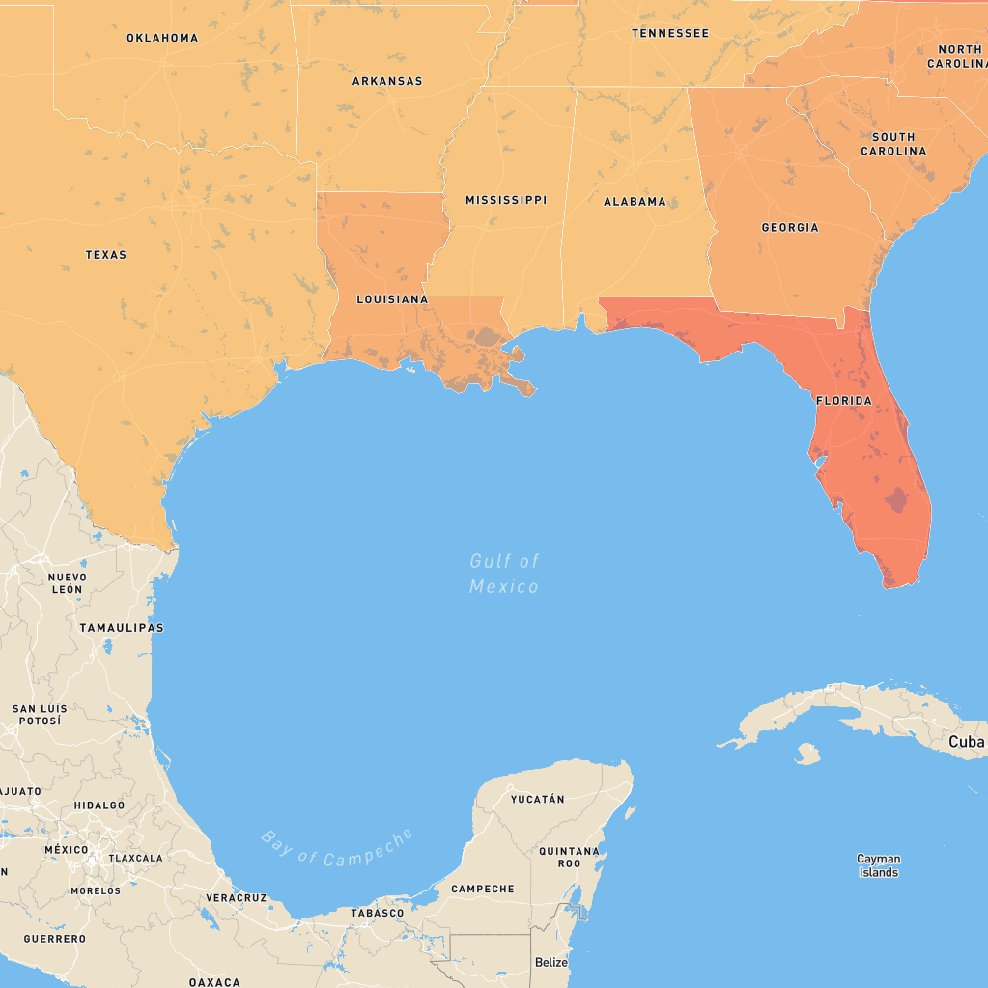 OKLAHOMA
TENNESSEE
NORTH
CAROLINA
ARKANSAS
SOUTH
CAROLINA
MISSISSIPPI
ALABAMA
GEORGIA
TEXAS
LOUISIANA
FLORIDA
Gulf of
Mexico
NUEVO
LEÓN
TAMAULIPAS
SAN LUIS
POTOSÍ
Cuba
AJUATO
HIDALGO
YUCATÁN
Bay of Campeche
MÉXICO
TLAXCALA
QUINTANA
ROO
Cayman
Islands
N
MORELOS
VERACRUZ
CAMPECHE
TABASCO
GUERRERO
Belize
OAXACA